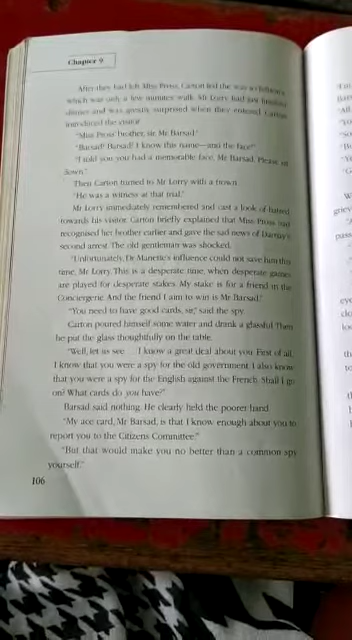 Chapter 9
After they had left Miss Pross, Carton led the way to Tellson's,
which was only a few minutes' walk. Mr Lorry had just finished
dinner and was greatly surprised when they entered. Carton
introduced the visitor.
"Miss Pross' brother, sir. Mr Barsad."
"Barsad? Barsad? I know this name—and the face!"
"I told you you had a memorable face, Mr Barsad. Please sit
down."
Then Carton turned to Mr Lorry with a frown.
"He was a witness at that trial."
Mr Lorry immediately remembered and cast a look of hatred
towards his visitor. Carton briefly explained that Miss Pross had
recognised her brother earlier and gave the sad news of Darnay's
second arrest. The old gentleman was shocked.
"Unfortunately, Dr Manette's influence could not save him this
time, Mr Lorry. This is a desperate time, when desperate games
are played for desperate stakes. My stake is for a friend in the
Conciergerie. And the friend I aim to win is Mr Barsad."
"You need to have good cards, sir," said the spy.
Carton poured himself some water and drank a glassful. Then
he put the glass thoughtfully on the table.
"Well, let us see ... I know a great deal about you. First of all,
I know that you were a spy for the old government. I also know
that you were a spy for the English against the French. Shall I go
on? What cards do you have?"
Barsad said nothing. He clearly held the poorer hand.
"My ace card, Mr Barsad, is that I know enough about you to
report you to the Citizens Committee."
"But that would make you no better than a common spy
yourself."
106